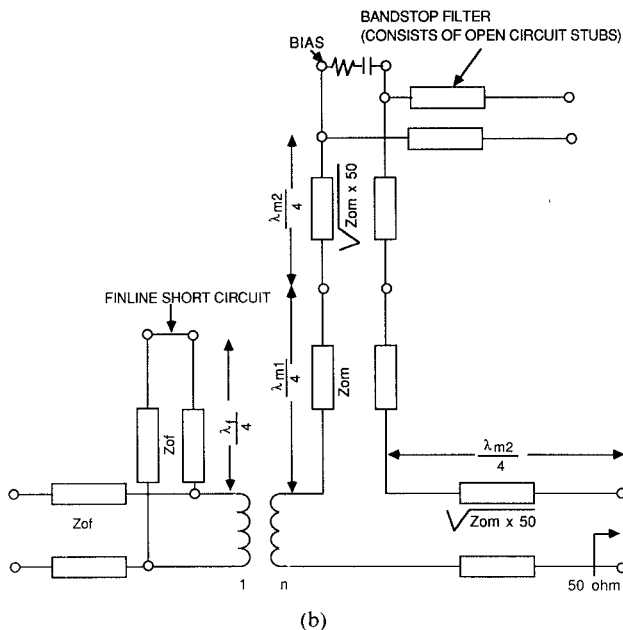 BANDSTOP FILTER
(CONSISTS OF OPEN CIRCUIT STUBS)
BIAS
λm2
4
√Zom x 50
FINLINE SHORT CIRCUIT
λm1
4
Zom
λf
4
Zof
λm2
4
Zof
√Zom x 50
1
n
50 ohm
(b)